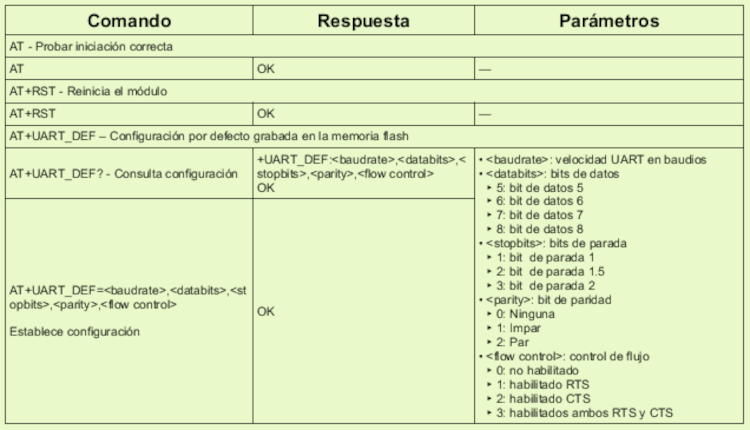 Comando Respuesta Parámetros
AT - Probar iniciación correcta
AT OK —
AT+RST - Reinicia el módulo
AT+RST OK —
AT+UART_DEF – Configuración por defecto grabada en la memoria flash
AT+UART_DEF? - Consulta configuración
+UART_DEF:<baudrate>,<databits>,<
stopbits>,<parity>,<flow control>
OK
• <baudrate>: velocidad UART en baudios
• <databits>: bits de datos
‣ 5: bit de datos 5
‣ 6: bit de datos 6
‣ 7: bit de datos 7
‣ 8: bit de datos 8
• <stopbits>: bits de parada
‣ 1: bit de parada 1
‣ 2: bit de parada 1.5
‣ 3: bit de parada 2
• <parity>: bit de paridad
‣ 0: Ninguna
‣ 1: Impar
‣ 2: Par
• <flow control>: control de flujo
‣ 0: no habilitado
‣ 1: habilitado RTS
‣ 2: habilitado CTS
‣ 3: habilitados ambos RTS y CTS
AT+UART_DEF=<baudrate>,<databits>,<st
opbits>,<parity>,<flow control>
Establece configuración
OK